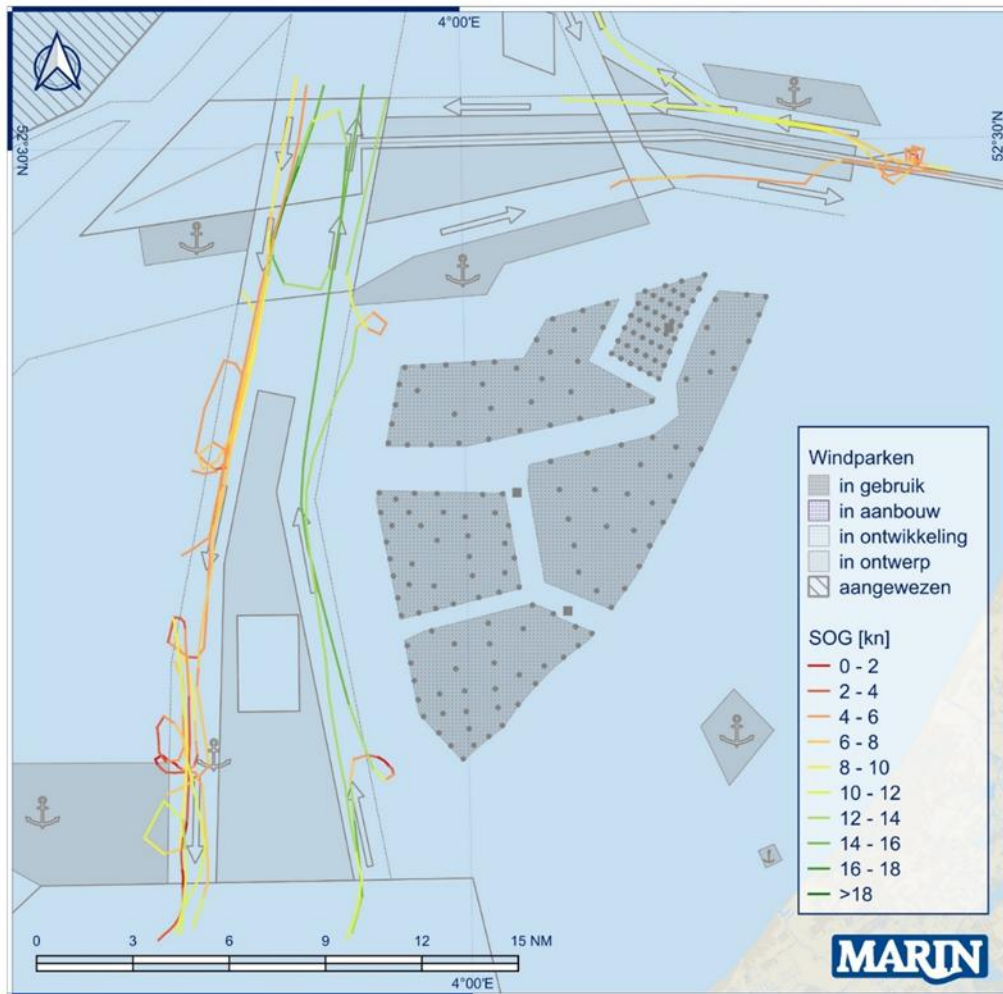 4°00'E
52°30'N
52°30'N
Windparken
in gebruik
in aanbouw
in ontwikkeling
in ontwerp
aangewezen
SOG [kn]
0 - 2
2 - 4
4 - 6
6 - 8
8 - 10
10 - 12
12 - 14
14 - 16
16 - 18
>18
0 3 6 9 12 15 NM
4°00'E
MARIN